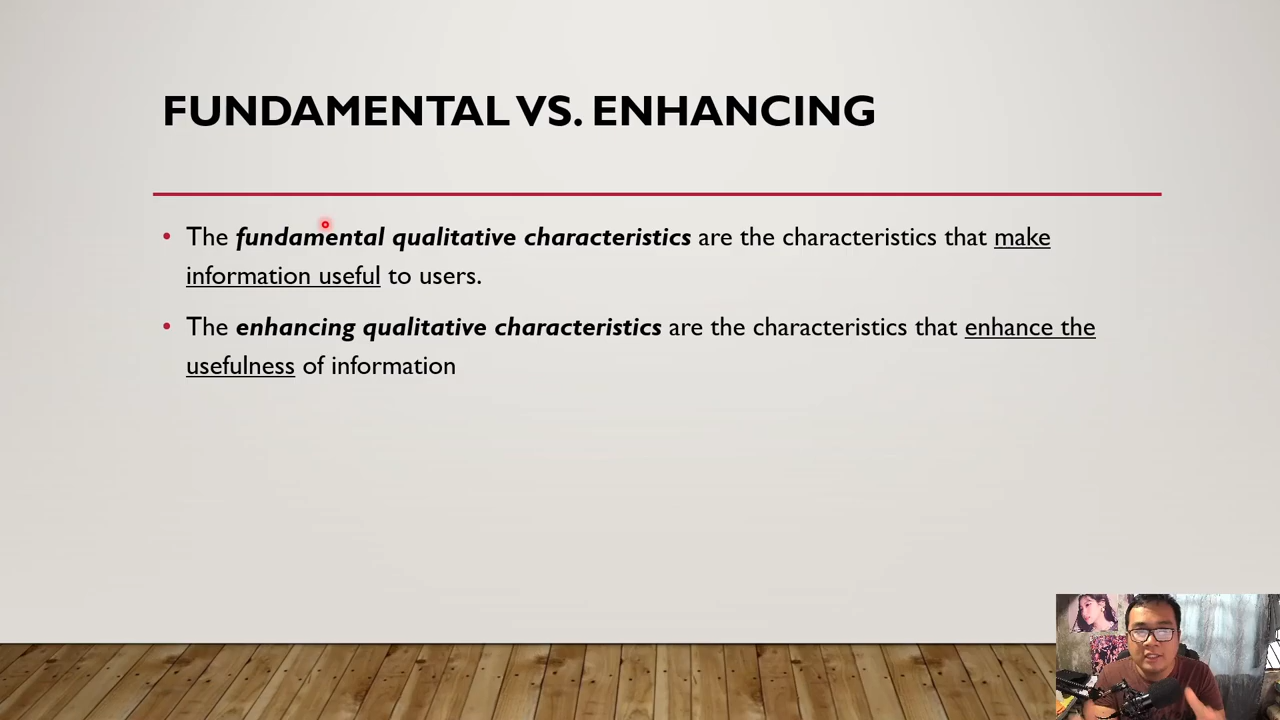 FUNDAMENTAL VS. ENHANCING
• The fundamental qualitative characteristics are the characteristics that make
information useful to users.
• The enhancing qualitative characteristics are the characteristics that enhance the
usefulness of information